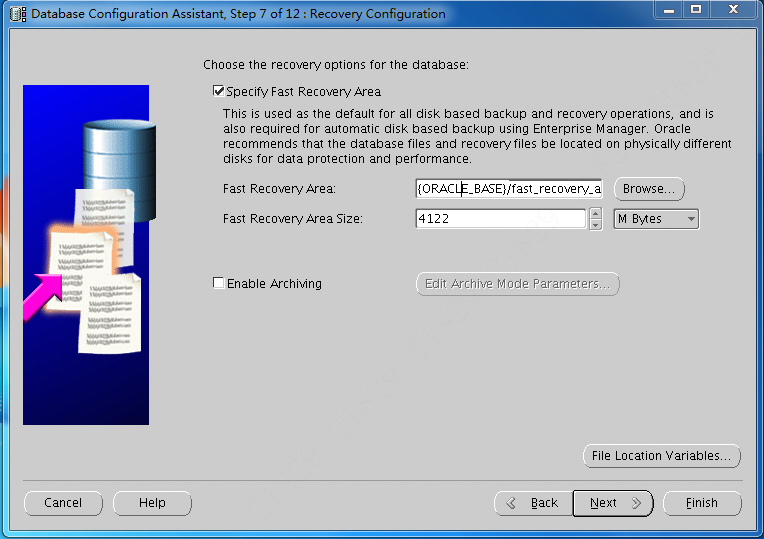 Database Configuration Assistant, Step 7 of 12 : Recovery Configuration
Choose the recovery options for the database:
Specify Fast Recovery Area
This is used as the default for all disk based backup and recovery operations, and is
also required for automatic disk based backup using Enterprise Manager. Oracle
recommends that the database files and recovery files be located on physically different
disks for data protection and performance.
Fast Recovery Area: {ORACLE_BASE}/fast_recovery_a Browse...
Fast Recovery Area Size: 4122 M Bytes
Enable Archiving Edit Archive Mode Parameters...
File Location Variables...
Cancel Help Back Next Finish